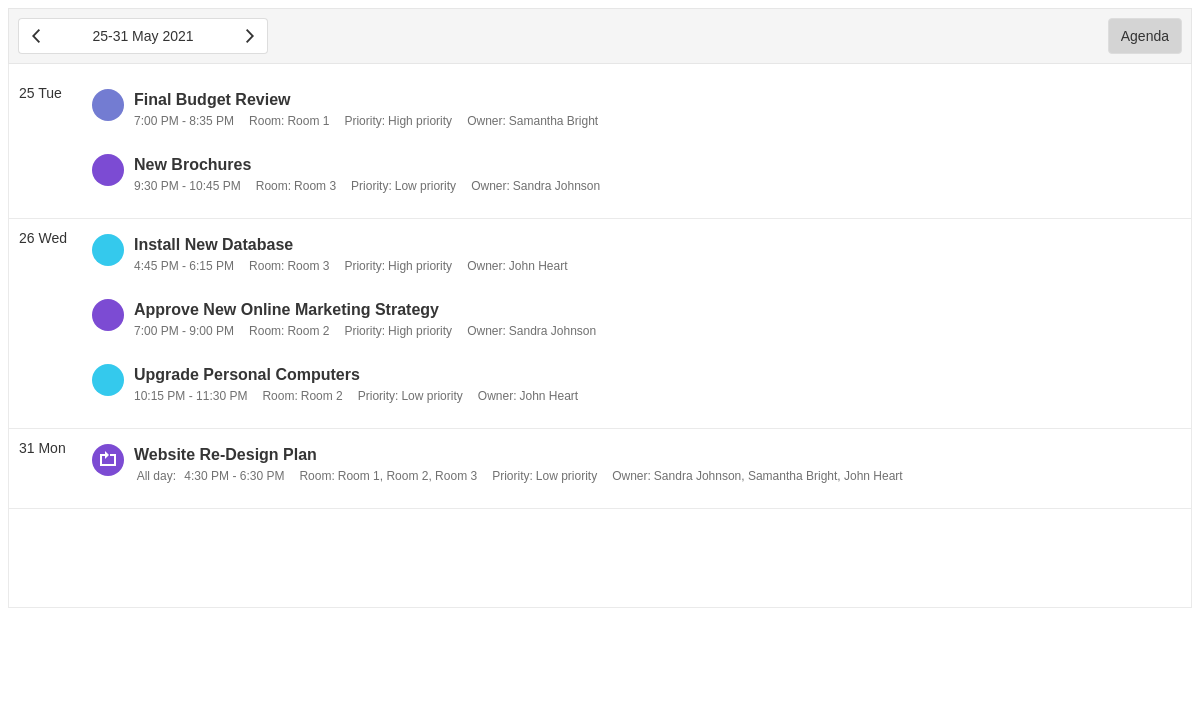 25-31 May 2021
Agenda
25 Tue
Final Budget Review
7:00 PM - 8:35 PM Room: Room 1 Priority: High priority Owner: Samantha Bright
New Brochures
9:30 PM - 10:45 PM Room: Room 3 Priority: Low priority Owner: Sandra Johnson
26 Wed
Install New Database
4:45 PM - 6:15 PM Room: Room 3 Priority: High priority Owner: John Heart
Approve New Online Marketing Strategy
7:00 PM - 9:00 PM Room: Room 2 Priority: High priority Owner: Sandra Johnson
Upgrade Personal Computers
10:15 PM - 11:30 PM Room: Room 2 Priority: Low priority Owner: John Heart
31 Mon
Website Re-Design Plan
All day: 4:30 PM - 6:30 PM Room: Room 1, Room 2, Room 3 Priority: Low priority Owner: Sandra Johnson, Samantha Bright, John Heart